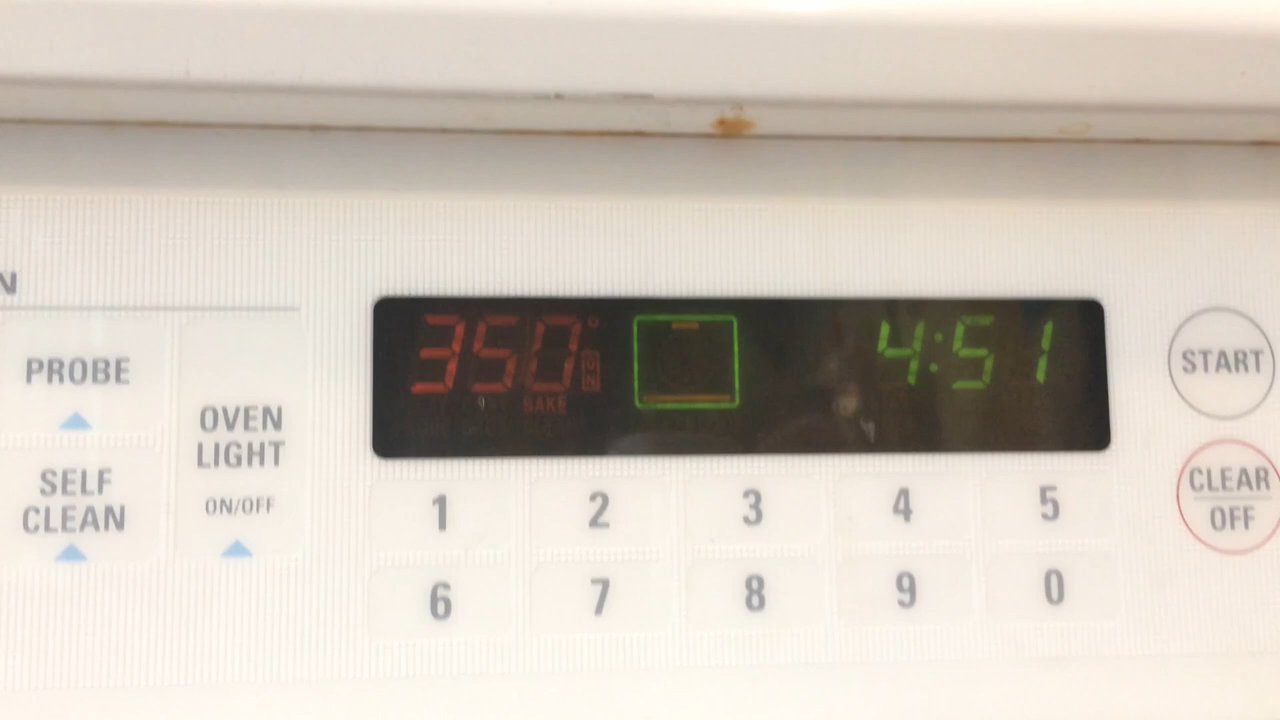 N
PROBE
SELF
CLEAN
OVEN
LIGHT
ON/OFF
350°
BAKE
4:51
1 2 3 4 5
6 7 8 9 0
START
CLEAR
OFF